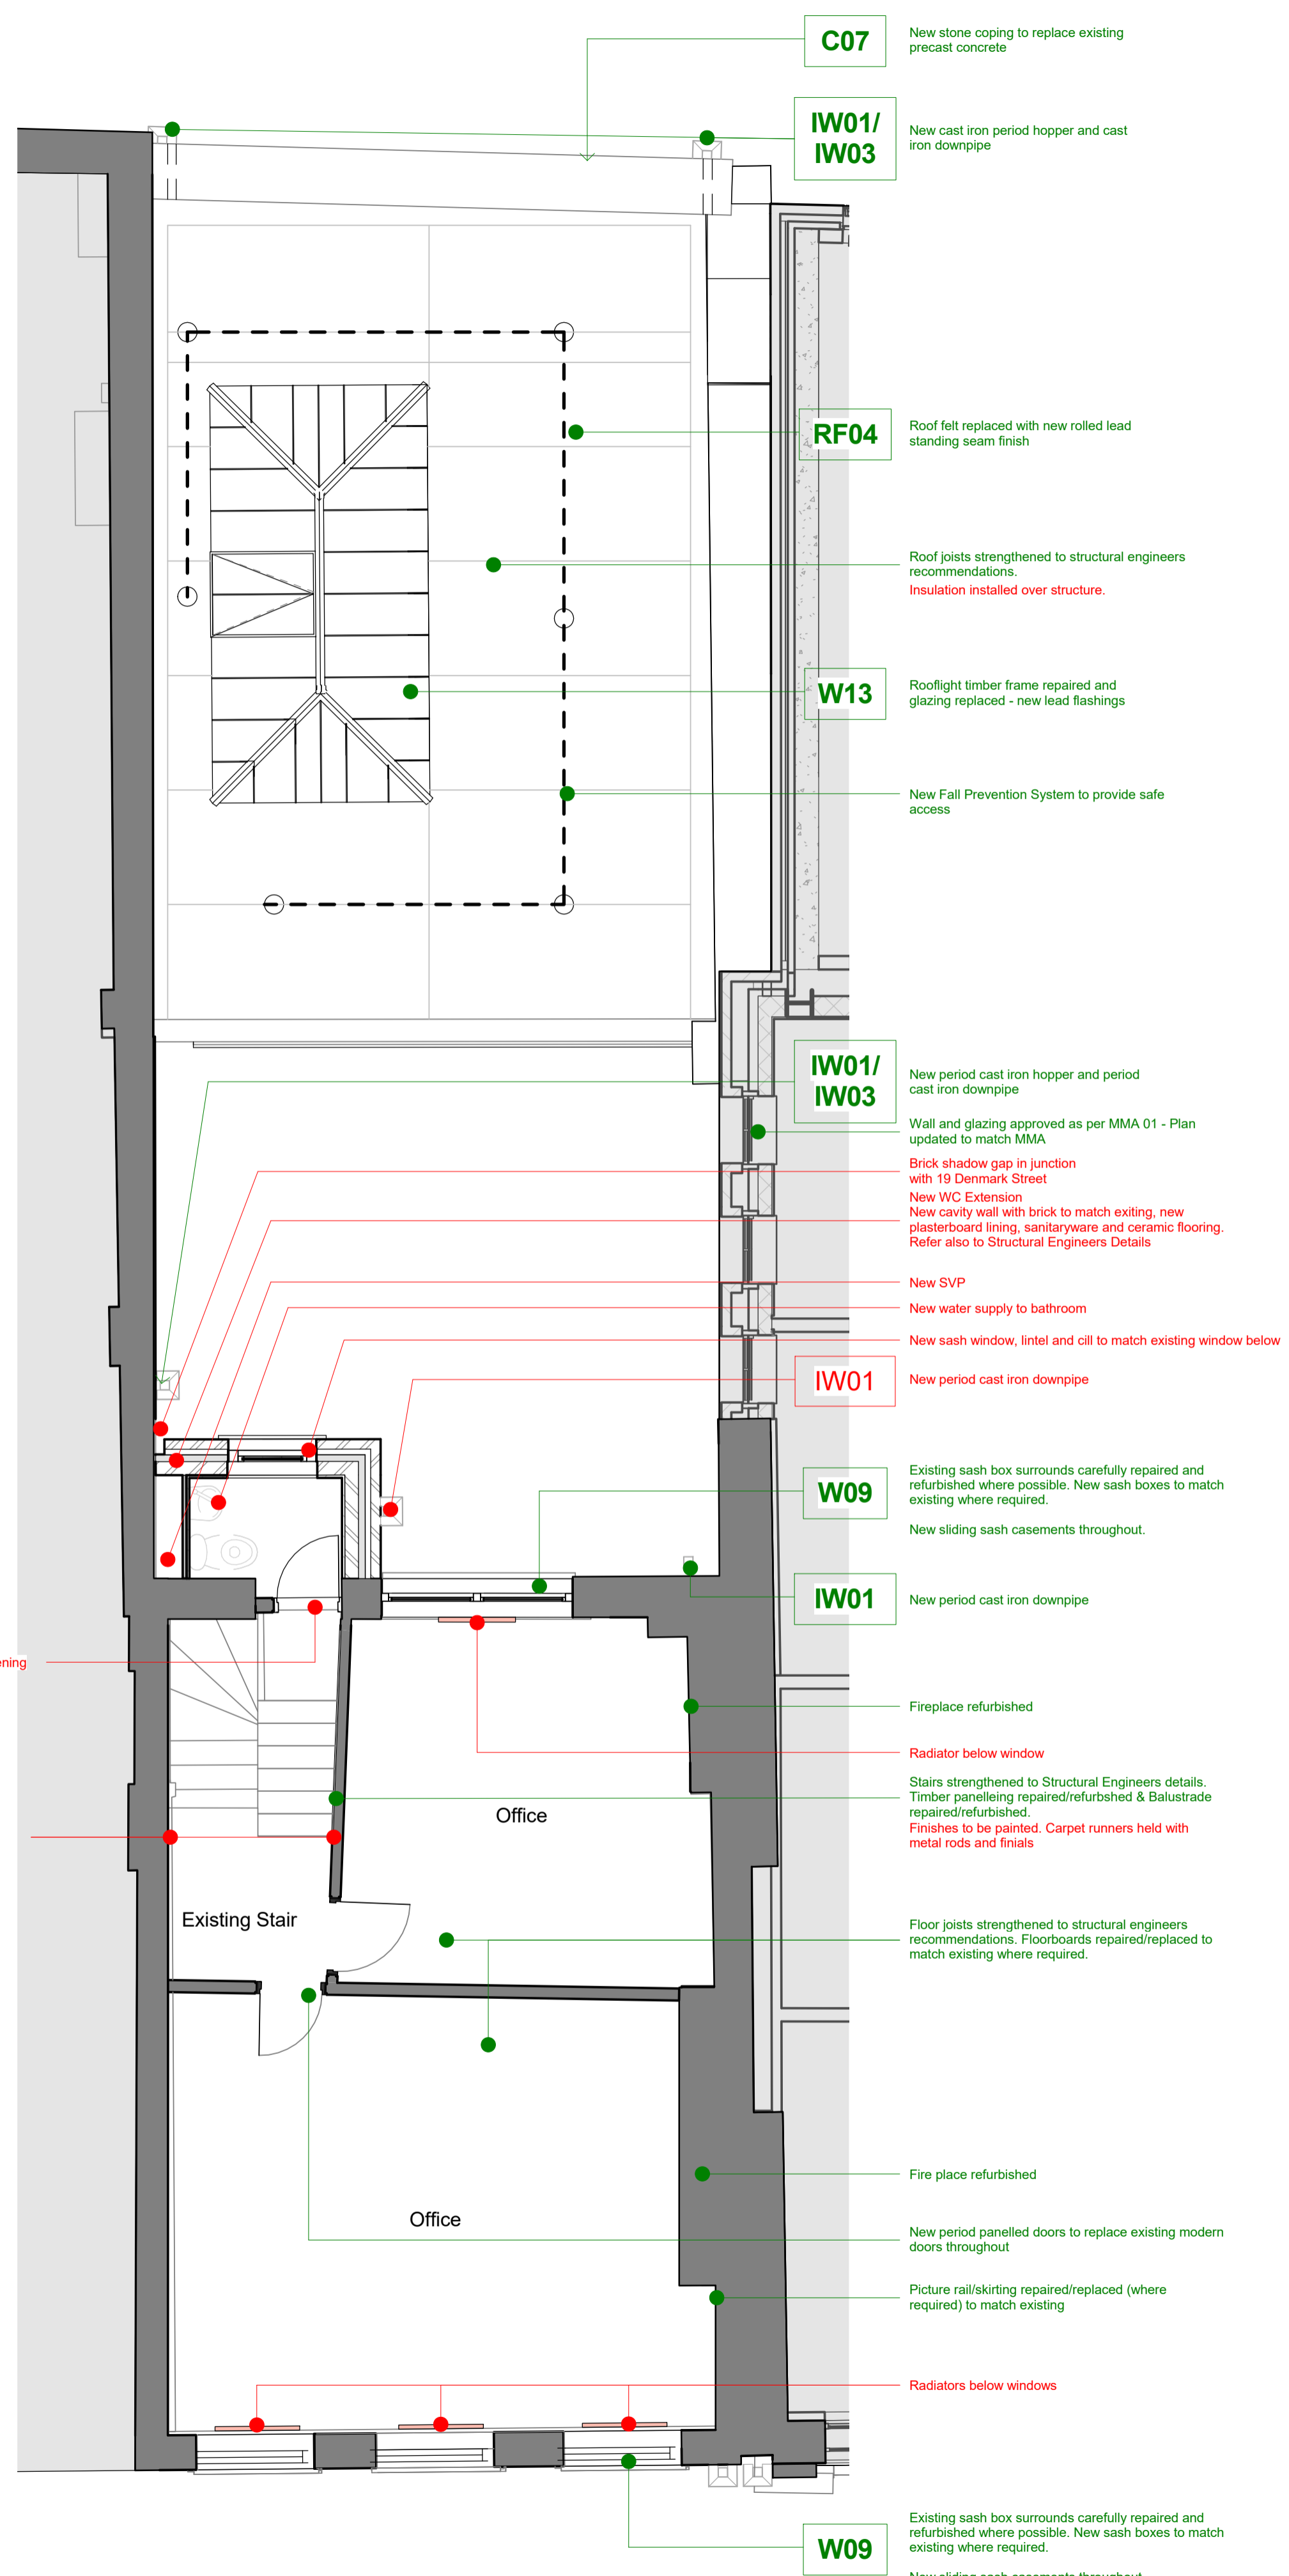 C07
New stone coping to replace existing
precast concrete
IW01/
IW03
New cast iron period hopper and cast
iron downpipe
RF04
Roof felt replaced with new rolled lead
standing seam finish
Roof joists strengthened to structural engineers
recommendations.
Insulation installed over structure.
W13
Rooflight timber frame repaired and
glazing replaced - new lead flashings
New Fall Prevention System to provide safe
access
IW01/
IW03
New period cast iron hopper and period
cast iron downpipe
Wall and glazing approved as per MMA 01 - Plan
updated to match MMA
Brick shadow gap in junction
with 19 Denmark Street
New WC Extension
New cavity wall with brick to match exiting, new
plasterboard lining, sanitaryware and ceramic flooring.
Refer also to Structural Engineers Details
New SVP
New water supply to bathroom
New sash window, lintel and cill to match existing window below
IW01
New period cast iron downpipe
W09
Existing sash box surrounds carefully repaired and
refurbished where possible. New sash boxes to match
existing where required.
New sliding sash casements throughout.
IW01
New period cast iron downpipe
ening
Fireplace refurbished
Radiator below window
Stairs strengthened to Structural Engineers details.
Timber panelleing repaired/refurbshed & Balustrade
repaired/refurbished.
Finishes to be painted. Carpet runners held with
metal rods and finials
Office
Existing Stair
Floor joists strengthened to structural engineers
recommendations. Floorboards repaired/replaced to
match existing where required.
Fire place refurbished
Office
New period panelled doors to replace existing modern
doors throughout
Picture rail/skirting repaired/replaced (where
required) to match existing
Radiators below windows
W09
Existing sash box surrounds carefully repaired and
refurbished where possible. New sash boxes to match
existing where required.
New sliding sash casements throughout